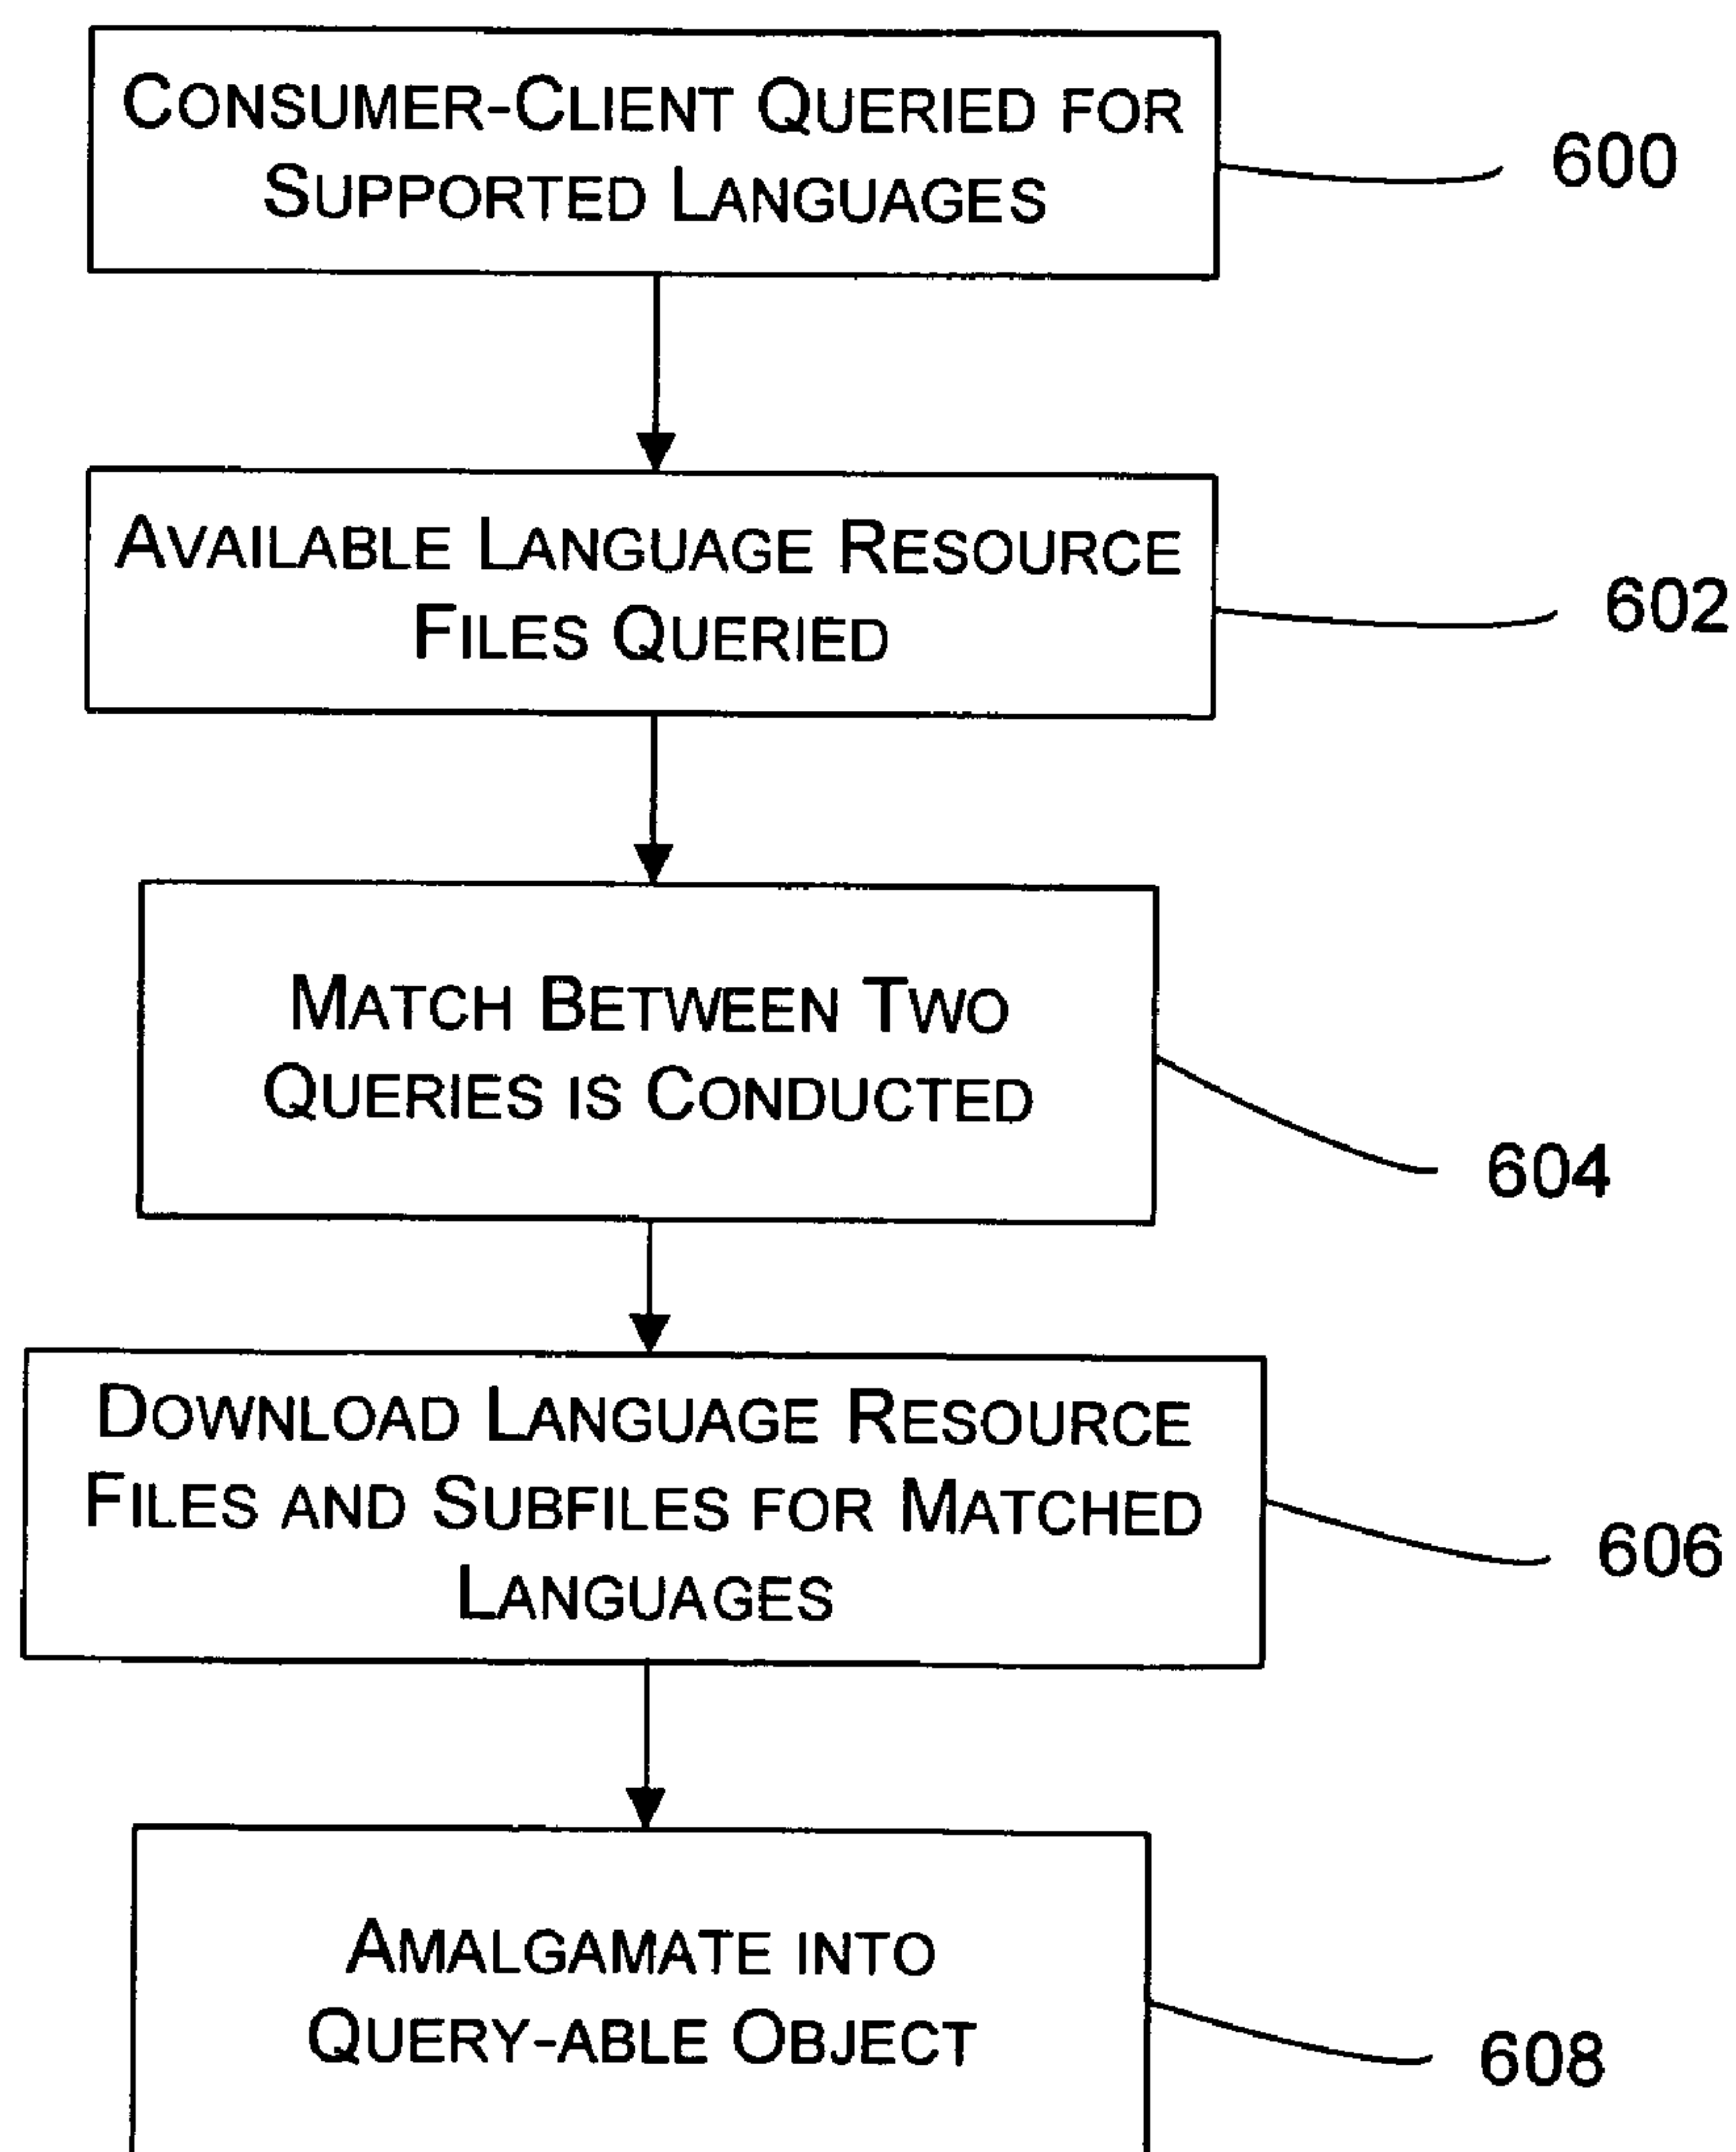 CONSUMER-CLIENT QUERIED FOR
SUPPORTED LANGUAGES
600
AVAILABLE LANGUAGE RESOURCE
FILES QUERIED
602
MATCH BETWEEN TWO
QUERIES IS CONDUCTED
604
DOWNLOAD LANGUAGE RESOURCE
FILES AND SUBFILES FOR MATCHED
LANGUAGES
606
AMALGAMATE INTO
QUERY-ABLE OBJECT
608